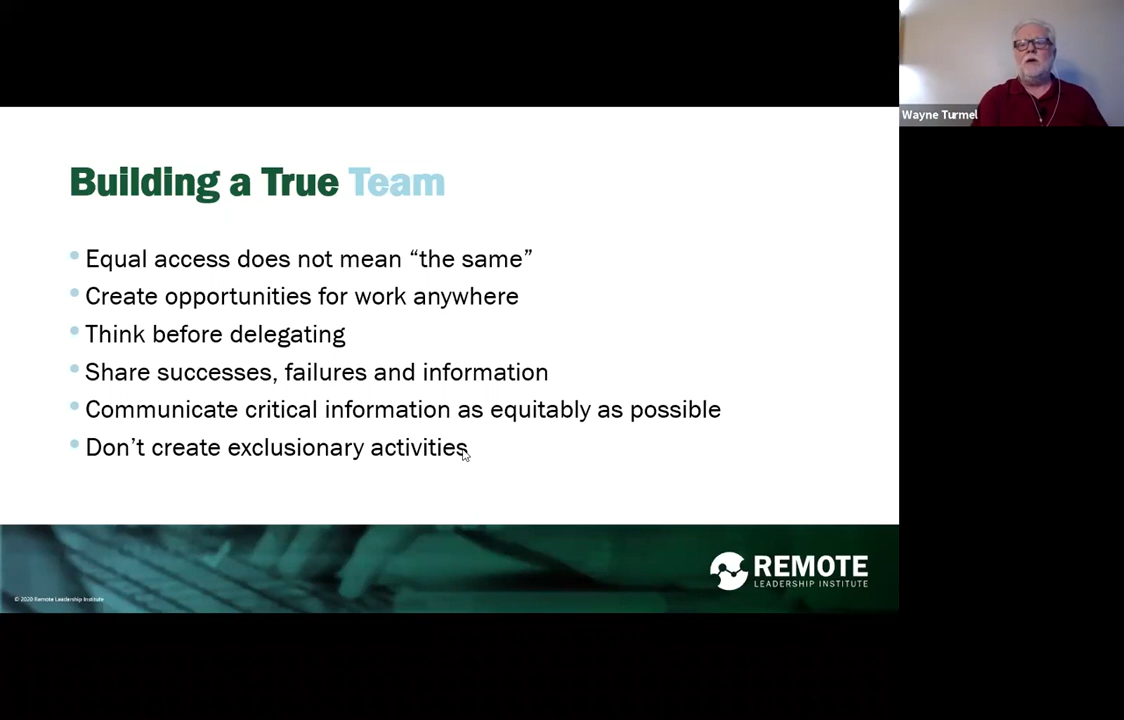 Wayne Turmel
Building a True Team
• Equal access does not mean “the same”
• Create opportunities for work anywhere
• Think before delegating
• Share successes, failures and information
• Communicate critical information as equitably as possible
• Don’t create exclusionary activities
REMOTE
LEADERSHIP INSTITUTE
© 2020 Remote Leadership Institute